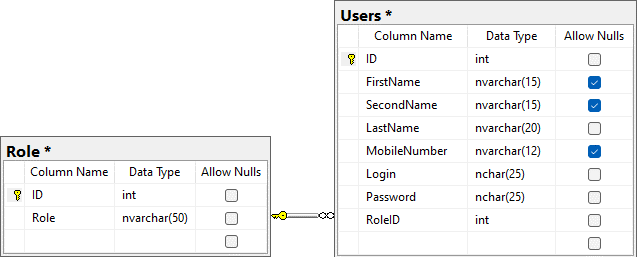 Users *
Column Name Data Type Allow Nulls
ID int
FirstName nvarchar(15)
SecondName nvarchar(15)
LastName nvarchar(20)
MobileNumber nvarchar(12)
Login nchar(25)
Password nchar(25)
RoleID int
Role *
Column Name Data Type Allow Nulls
ID int
Role nvarchar(50)